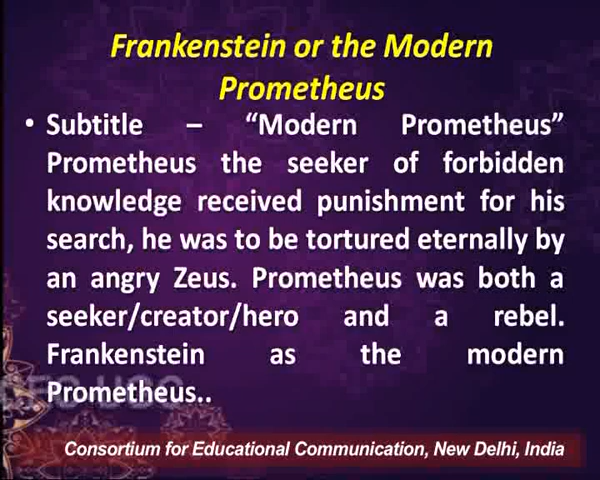 Frankenstein or the Modern
Prometheus
• Subtitle – “Modern Prometheus”
Prometheus the seeker of forbidden
knowledge received punishment for his
search, he was to be tortured eternally by
an angry Zeus. Prometheus was both a
seeker/creator/hero and a rebel.
Frankenstein as the modern
Prometheus..
Consortium for Educational Communication, New Delhi, India